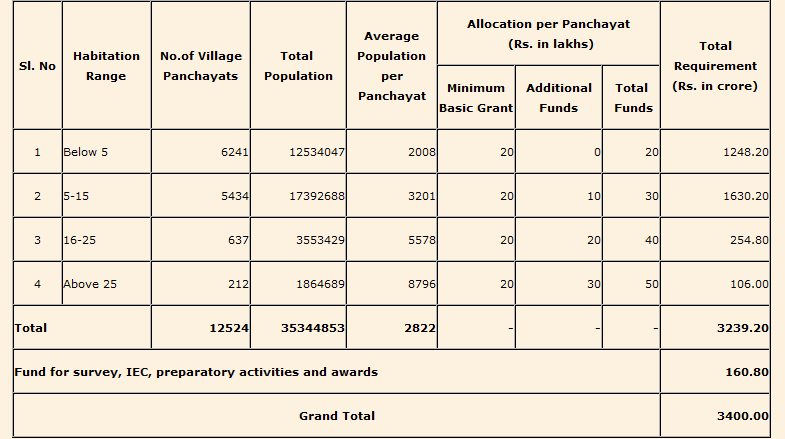 Sl. No Habitation Range No.of Village Panchayats Total Population Average Population per Panchayat Allocation per Panchayat (Rs. in lakhs) Total Requirement (Rs. in crore)
Minimum Basic Grant Additional Funds Total Funds
1 Below 5 6241 12534047 2008 20 0 20 1248.20
2 5-15 5434 17392688 3201 20 10 30 1630.20
3 16-25 637 3553429 5578 20 20 40 254.80
4 Above 25 212 1864689 8796 20 30 50 106.00
Total 12524 35344853 2822 - - - 3239.20
Fund for survey, IEC, preparatory activities and awards 160.80
Grand Total 3400.00